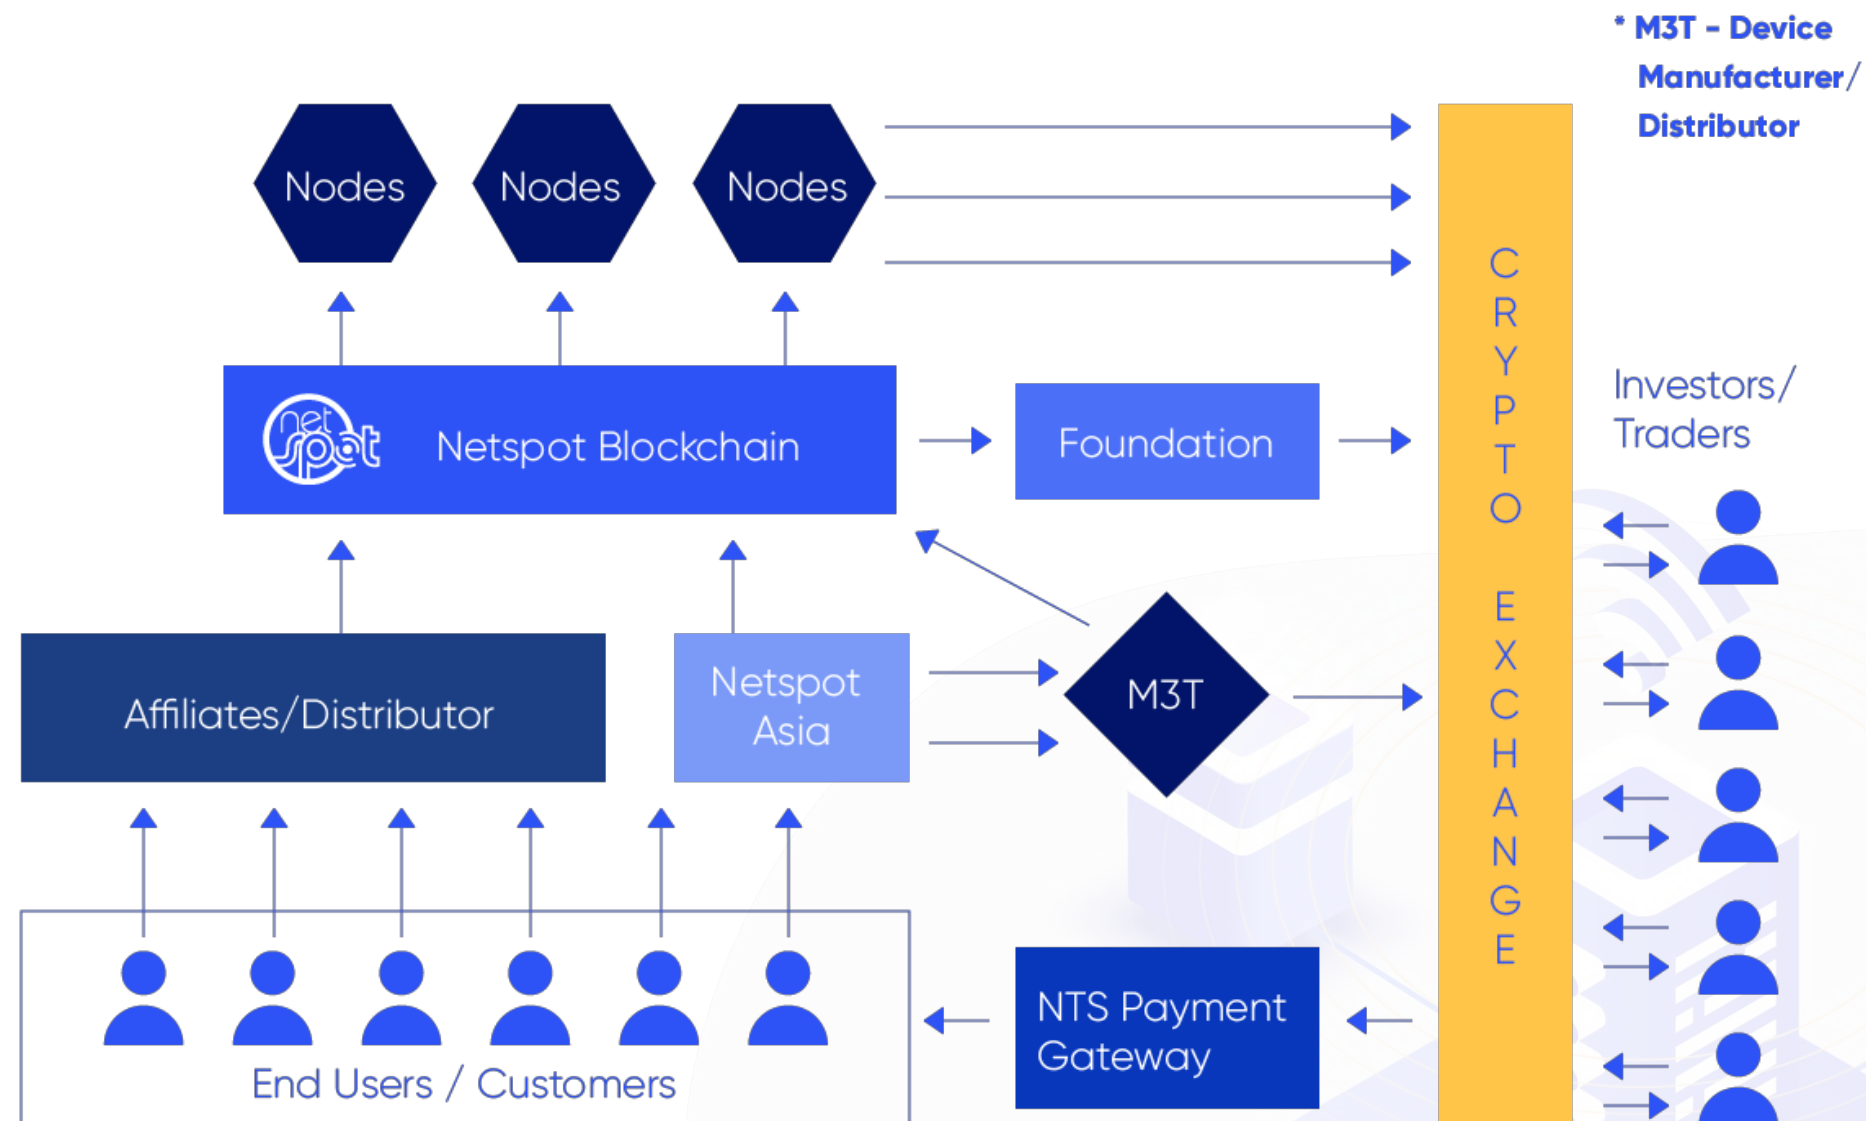 * M3T - Device
Manufacturer/
Distributor
Nodes
Nodes
Nodes
net
spot
Netspot Blockchain
Foundation
CRYPTO EXCHANGE
Investors/
Traders
Affiliates/Distributor
Netspot
Asia
M3T
NTS Payment
Gateway
End Users / Customers